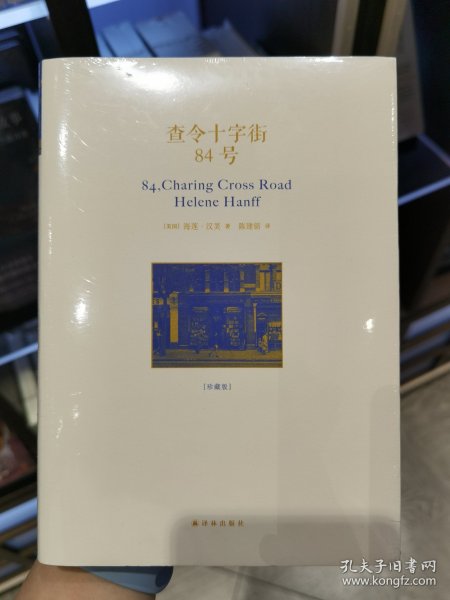 查令十字街
84号
84, Charing Cross Road
Helene Hanff
[美国] 海莲·汉芙 著 陈建铭 译
[珍藏版]
译林出版社
孔夫子旧书网
www.kongfz.com